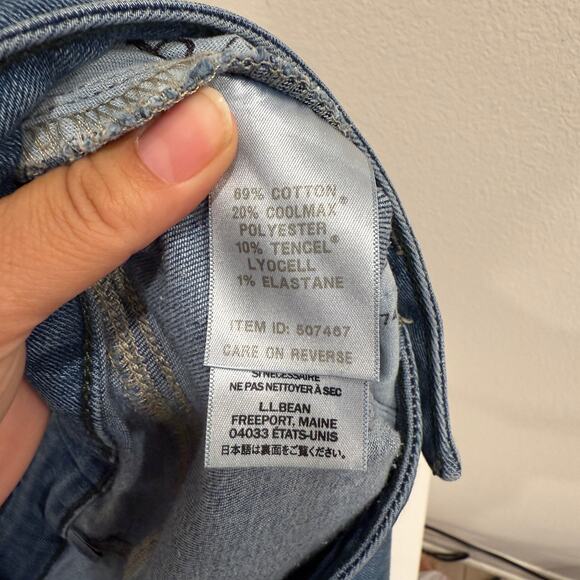 69% COTTON
20% COOLMAX®
POLYESTER
10% TENCEL®
LYOCELL
1% ELASTANE
ITEM ID: 507467
CARE ON REVERSE
SI NÉCESSAIRE
NE PAS NETTOYER À SEC
L.L.BEAN
FREEPORT, MAINE
04033 ÉTATS-UNIS
日本語は裏面をご覧ください。